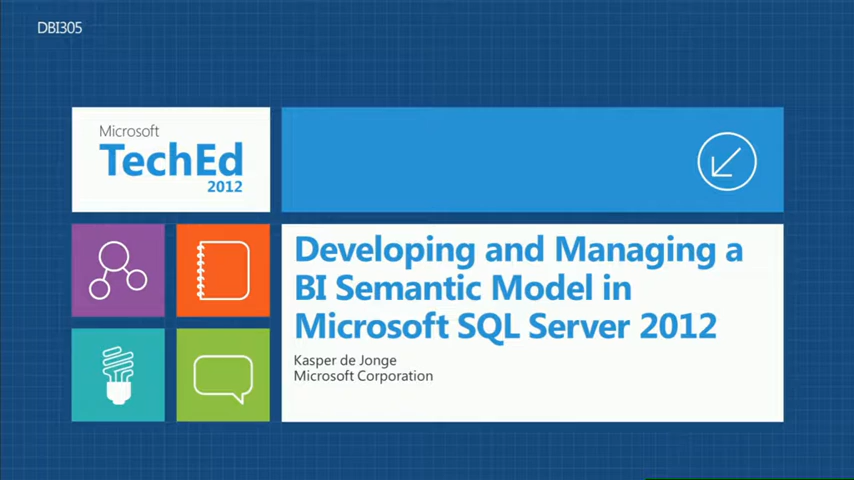 DBI305
Microsoft
TechEd
2012
Developing and Managing a
BI Semantic Model in
Microsoft SQL Server 2012
Kasper de Jonge
Microsoft Corporation